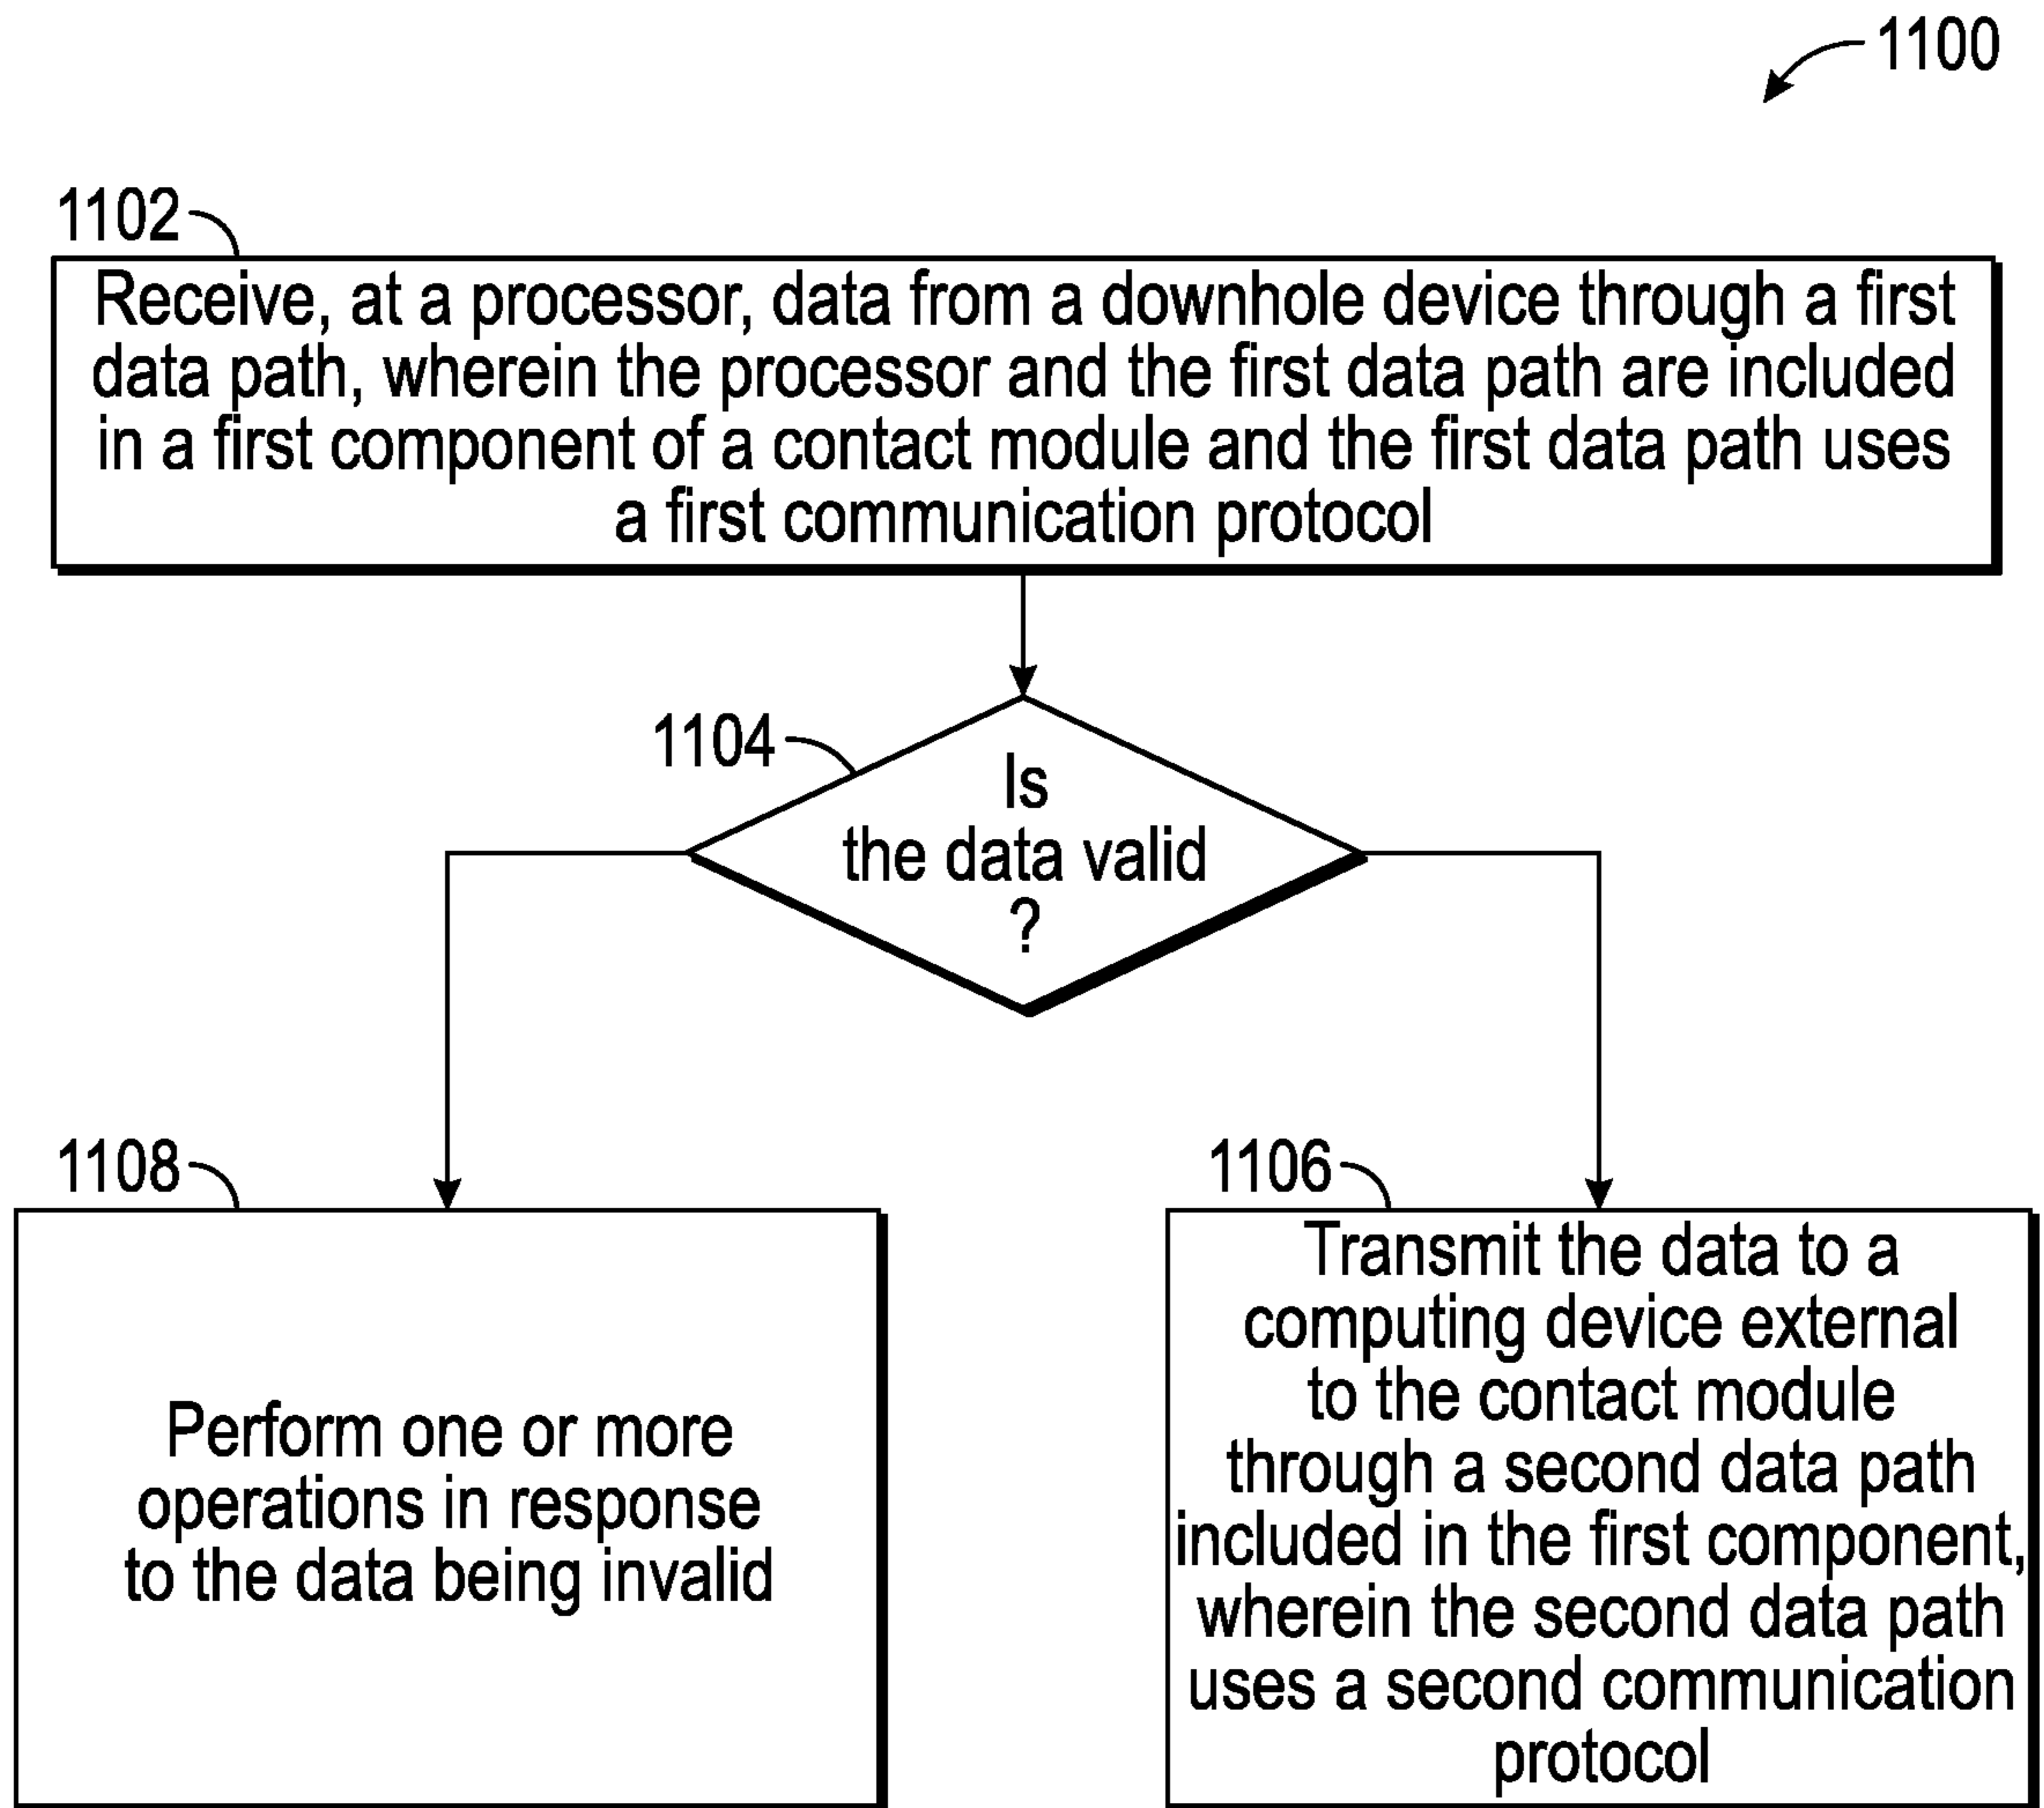 1100
1102
Receive, at a processor, data from a downhole device through a first
data path, wherein the processor and the first data path are included
in a first component of a contact module and the first data path uses
a first communication protocol
1104
Is
the data valid
?
1108
Perform one or more
operations in response
to the data being invalid
1106
Transmit the data to a
computing device external
to the contact module
through a second data path
included in the first component,
wherein the second data path
uses a second communication
protocol